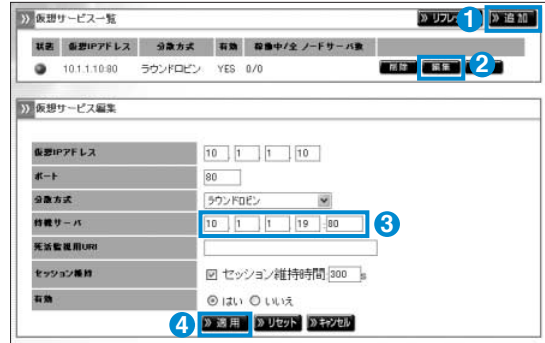 » 仮想サービス一覧 » リフレ 1 » 追加
状態 仮想IPアドレス 分散方式 有効 稼働中/全 ノードサーバ数
10.1.1.10:80 ラウンドロビン YES 0/0 削除 編集 2
» 仮想サービス編集
仮想IPアドレス 10 . 1 . 1 . 10
ポート 80
分散方式 ラウンドロビン
待機サーバ 10 . 1 . 1 . 19 : 80 3
死活監視用URI
セッション維持 セッション維持時間 300 s
有効 はい いいえ
4 » 適用 » リセット » キャンセル